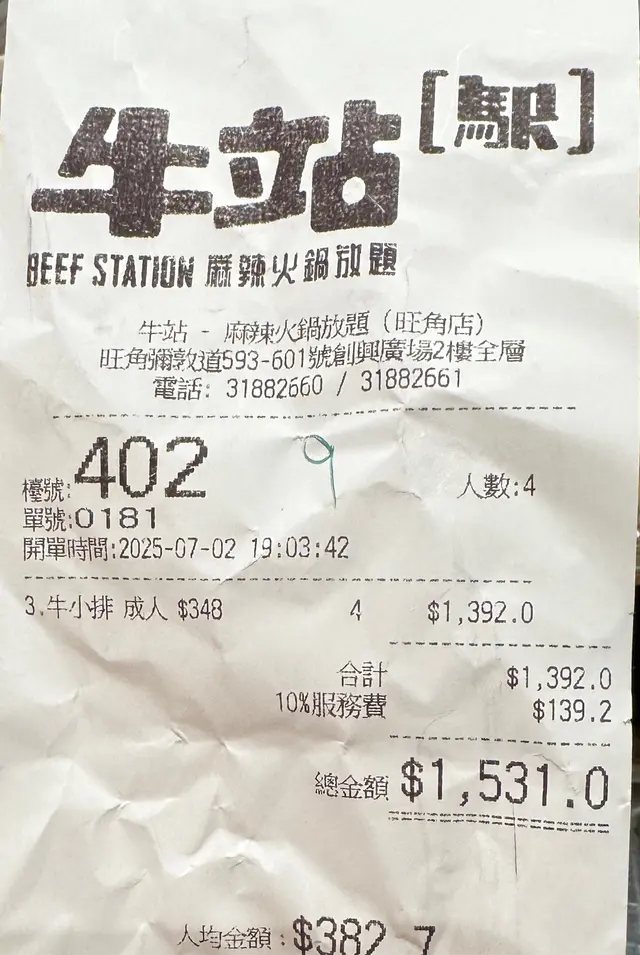 牛站[駅]
BEEF STATION 麻辣火鍋放題
牛站 - 麻辣火鍋放題 (旺角店)
旺角彌敦道593-601號創興廣場2樓全層
電話: 31882660 / 31882661
檯號:402 9 人數:4
單號:0181
開單時間:2025-07-02 19:03:42
3.牛小排 成人 $348 4 $1,392.0
合計 $1,392.0
10%服務費 $139.2
總金額 $1,531.0
人均金額: $382.7